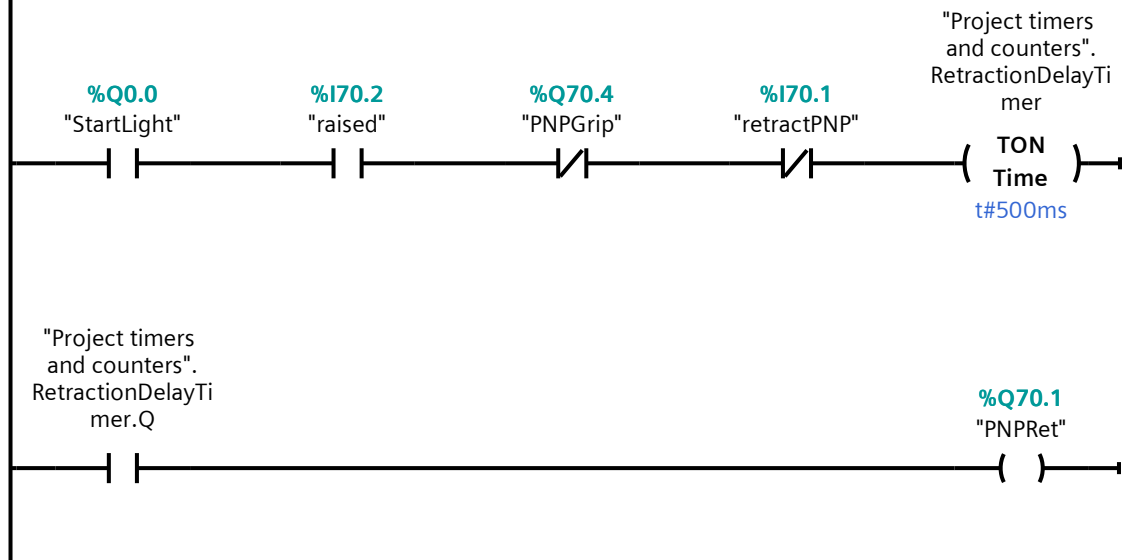 "Project timers
and counters".
RetractionDelayTi
mer
%Q0.0
"StartLight"
%I70.2
"raised"
%Q70.4
"PNPGrip"
%I70.1
"retractPNP"
TON
Time
t#500ms
"Project timers
and counters".
RetractionDelayTi
mer.Q
%Q70.1
"PNPRet"